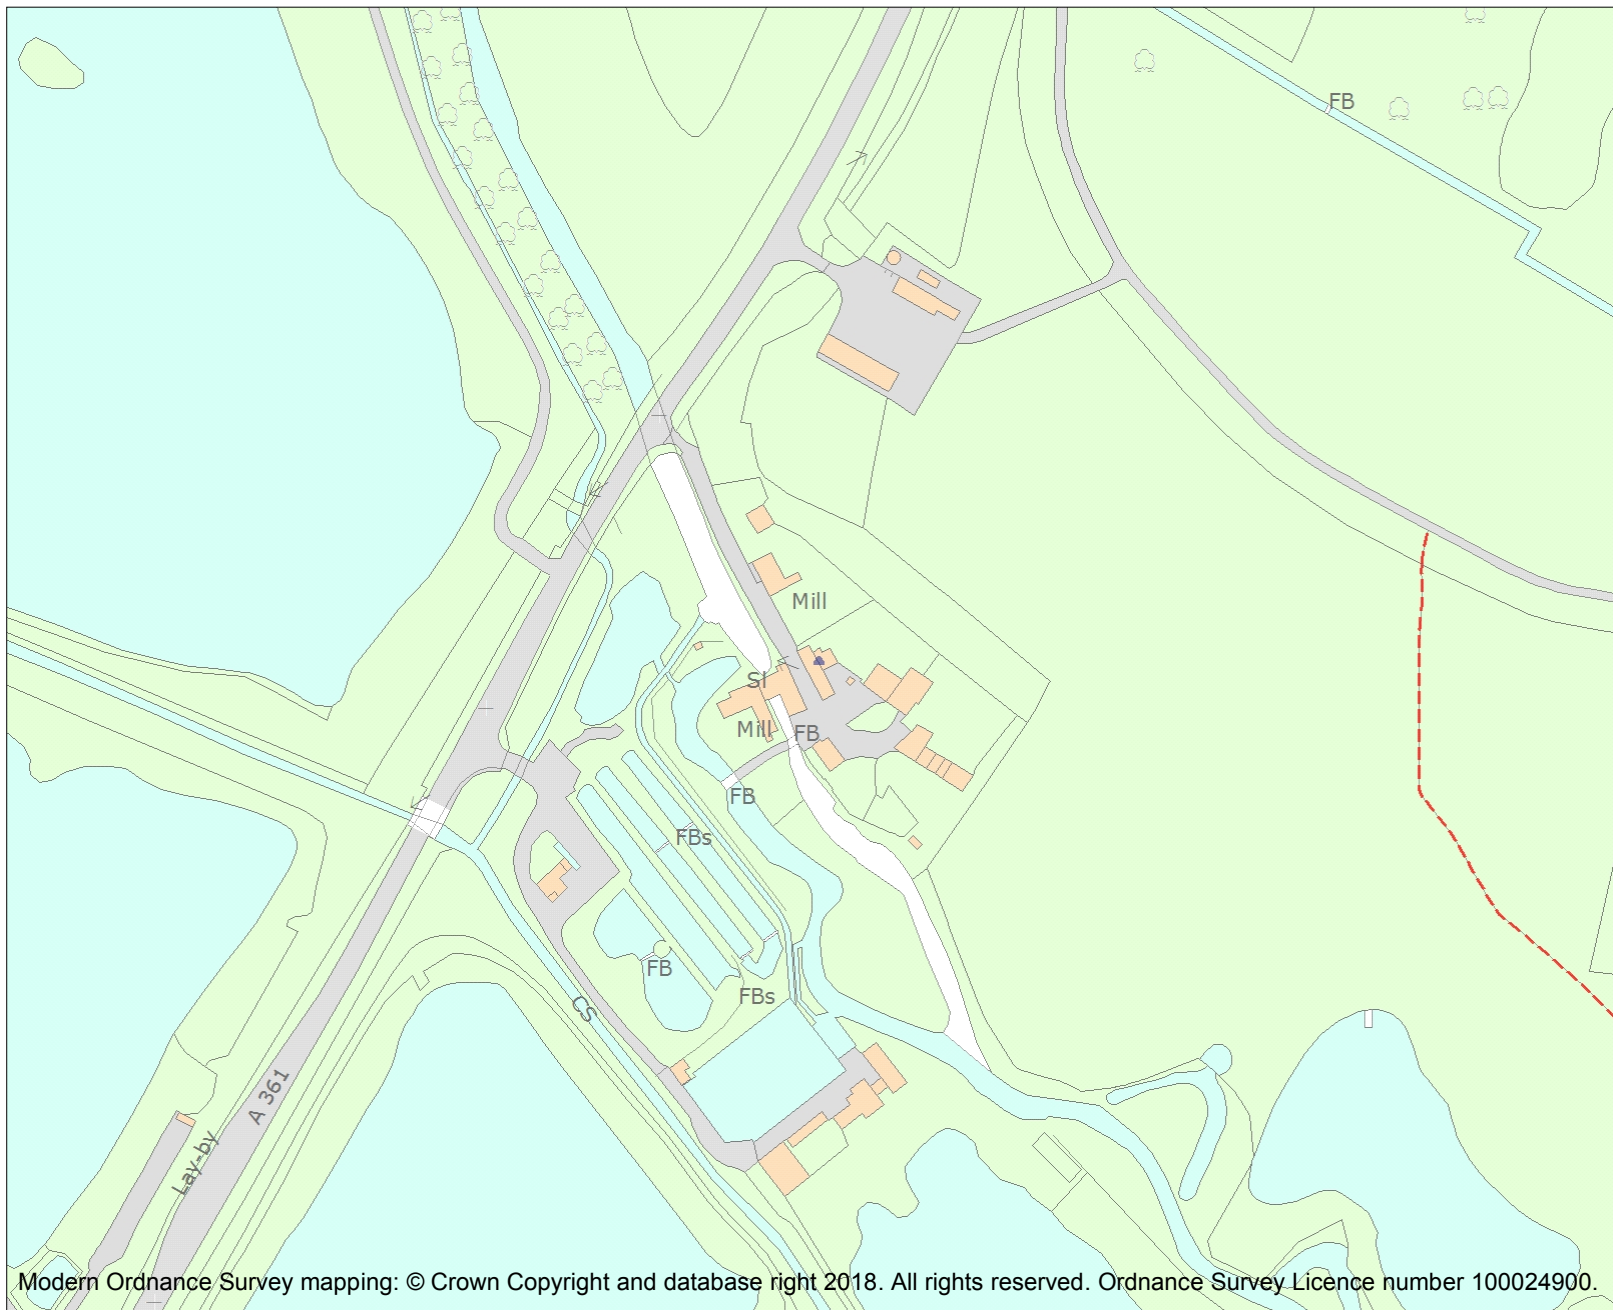 FB
Mill
Sl
Mill
FB
FB
FBs
FB
FBs
CS
A 361
Lay-by
Modern Ordnance Survey mapping: © Crown Copyright and database right 2018. All rights reserved. Ordnance Survey Licence number 100024900.